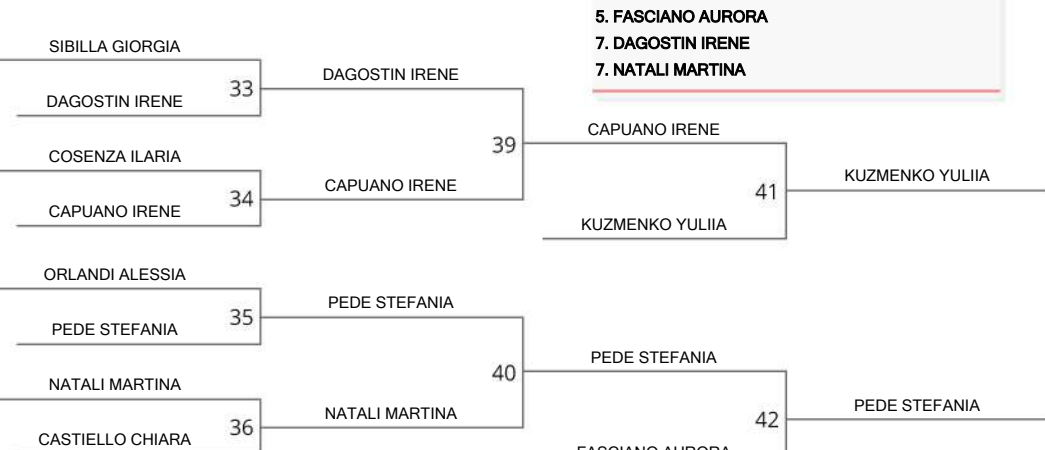 5. FASCIANO AURORA
7. DAGOSTIN IRENE
7. NATALI MARTINA
SIBILLA GIORGIA
33
DAGOSTIN IRENE
DAGOSTIN IRENE
39
COSENZA ILARIA
34
CAPUANO IRENE
CAPUANO IRENE
CAPUANO IRENE
41
KUZMENKO YULIIA
KUZMENKO YULIIA
ORLANDI ALESSIA
35
PEDE STEFANIA
PEDE STEFANIA
40
NATALI MARTINA
36
CASTIELLO CHIARA
NATALI MARTINA
PEDE STEFANIA
42
FASCIANO AURORA
PEDE STEFANIA